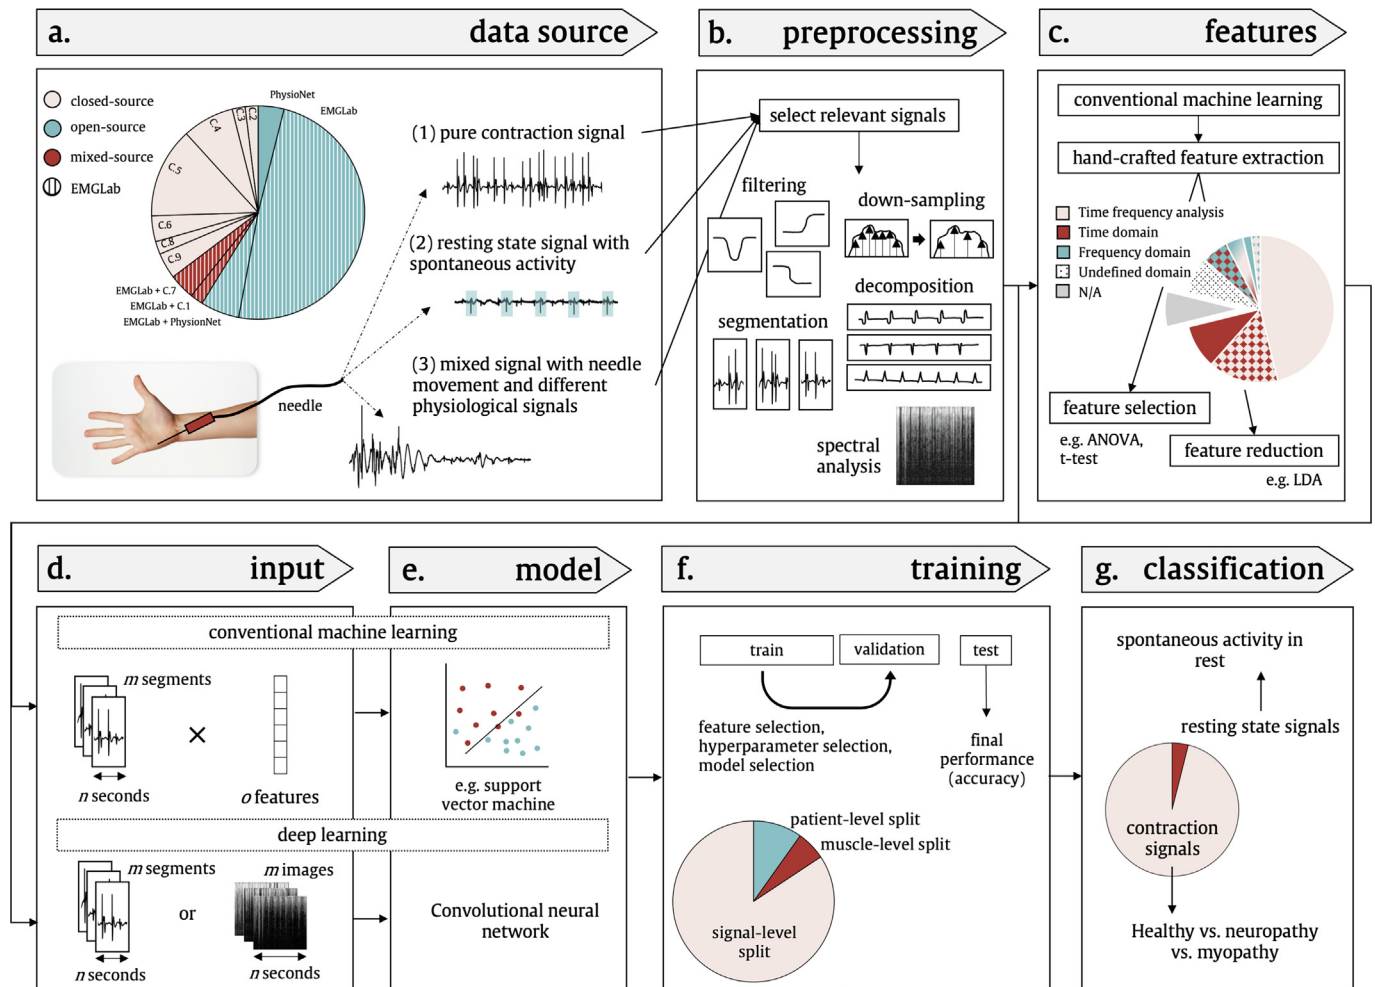 a. data source
closed-source
open-source
mixed-source
EMGLab
PhysioNet
EMGLab
C.2
C.3
C.4
C.5
C.6
C.8
C.9
EMGLab + C.7
EMGLab + C.1
EMGLab + PhysionNet
(1) pure contraction signal
(2) resting state signal with
spontaneous activity
(3) mixed signal with needle
movement and different
physiological signals
needle
b. preprocessing
select relevant signals
filtering
down-sampling
decomposition
segmentation
spectral
analysis
c. features
conventional machine learning
hand-crafted feature extraction
Time frequency analysis
Time domain
Frequency domain
Undefined domain
N/A
feature selection
e.g. ANOVA,
t-test
feature reduction
e.g. LDA
d. input
e. model
conventional machine learning
m segments
×
n seconds
o features
e.g. support
vector machine
deep learning
m segments
or
m images
n seconds
n seconds
Convolutional neural
network
f. training
train
validation
test
feature selection,
hyperparameter selection,
model selection
final
performance
(accuracy)
patient-level split
muscle-level split
signal-level
split
g. classification
spontaneous activity in
rest
resting state signals
contraction
signals
Healthy vs. neuropathy
vs. myopathy